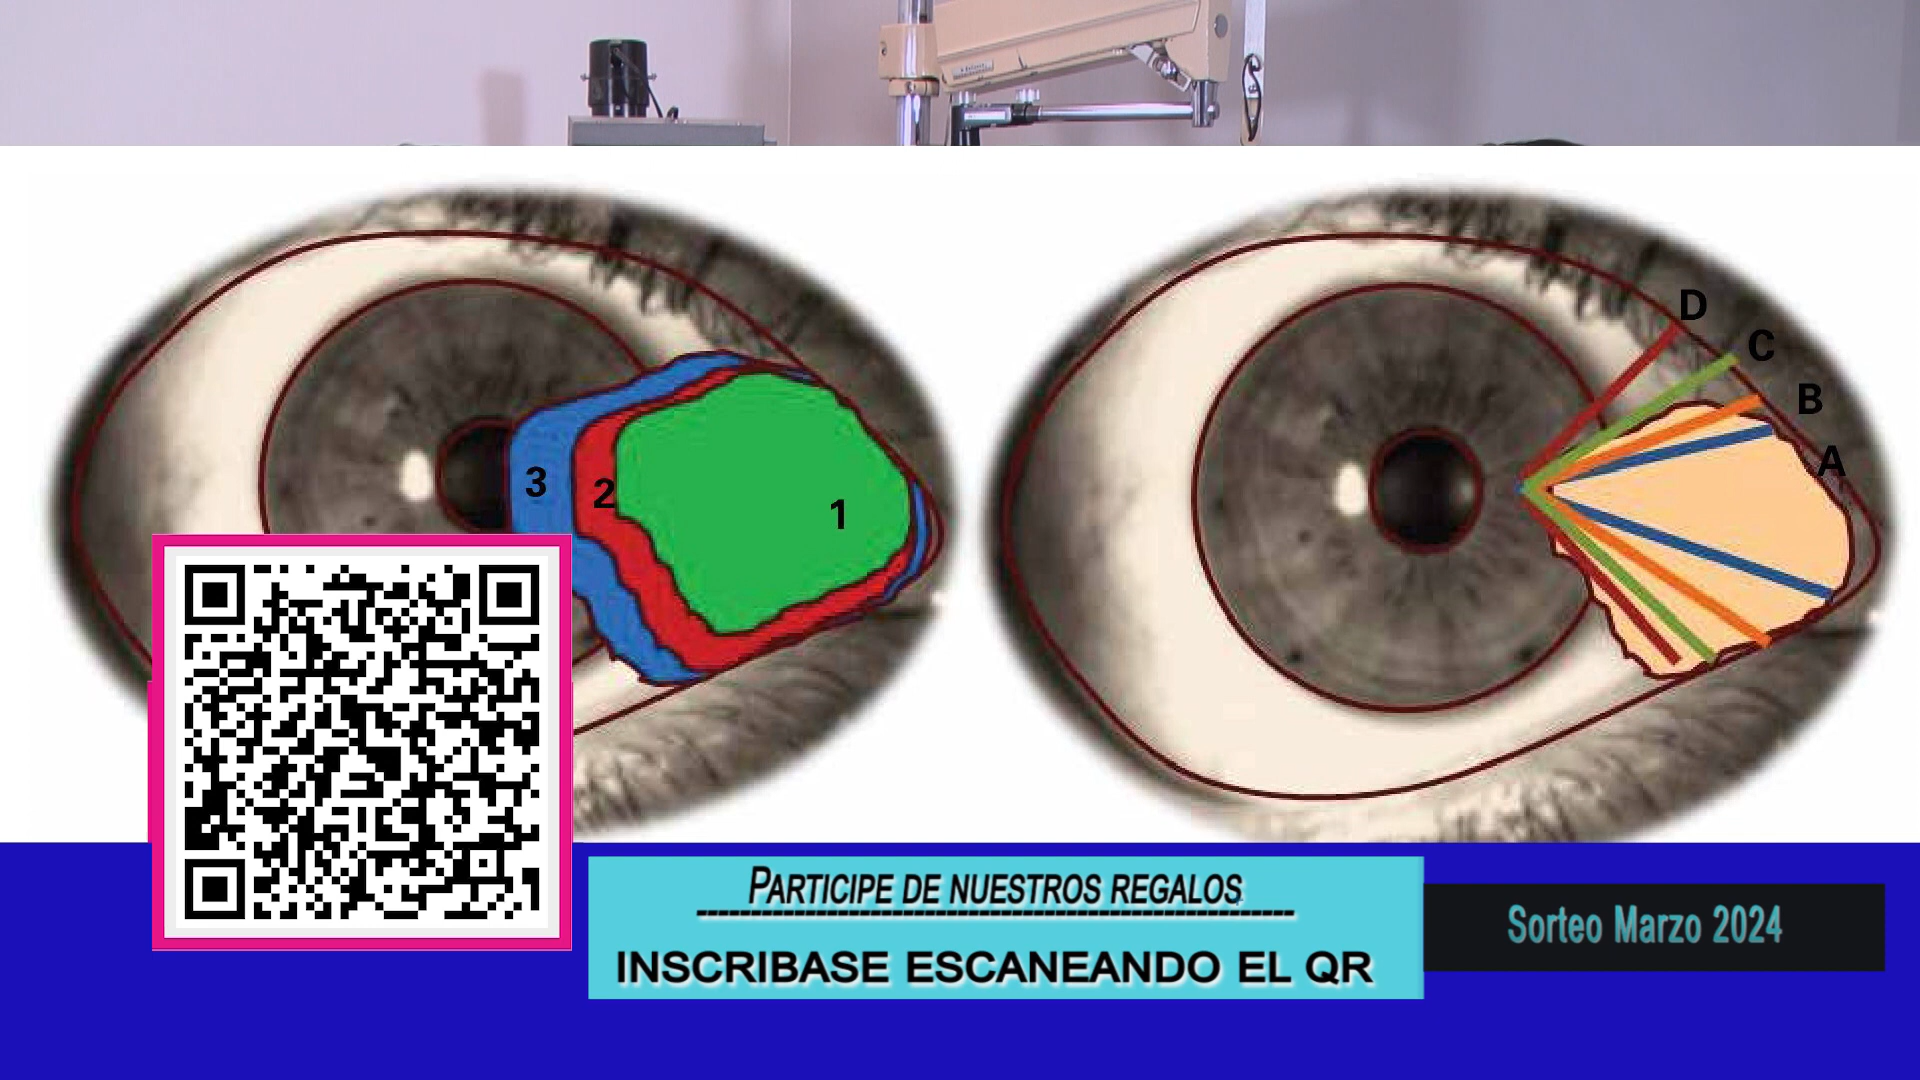 D
C
B
A
3
2
1
PARTICIPE DE NUESTROS REGALOS
INSCRIBASE ESCANEANDO EL QR
Sorteo Marzo 2024